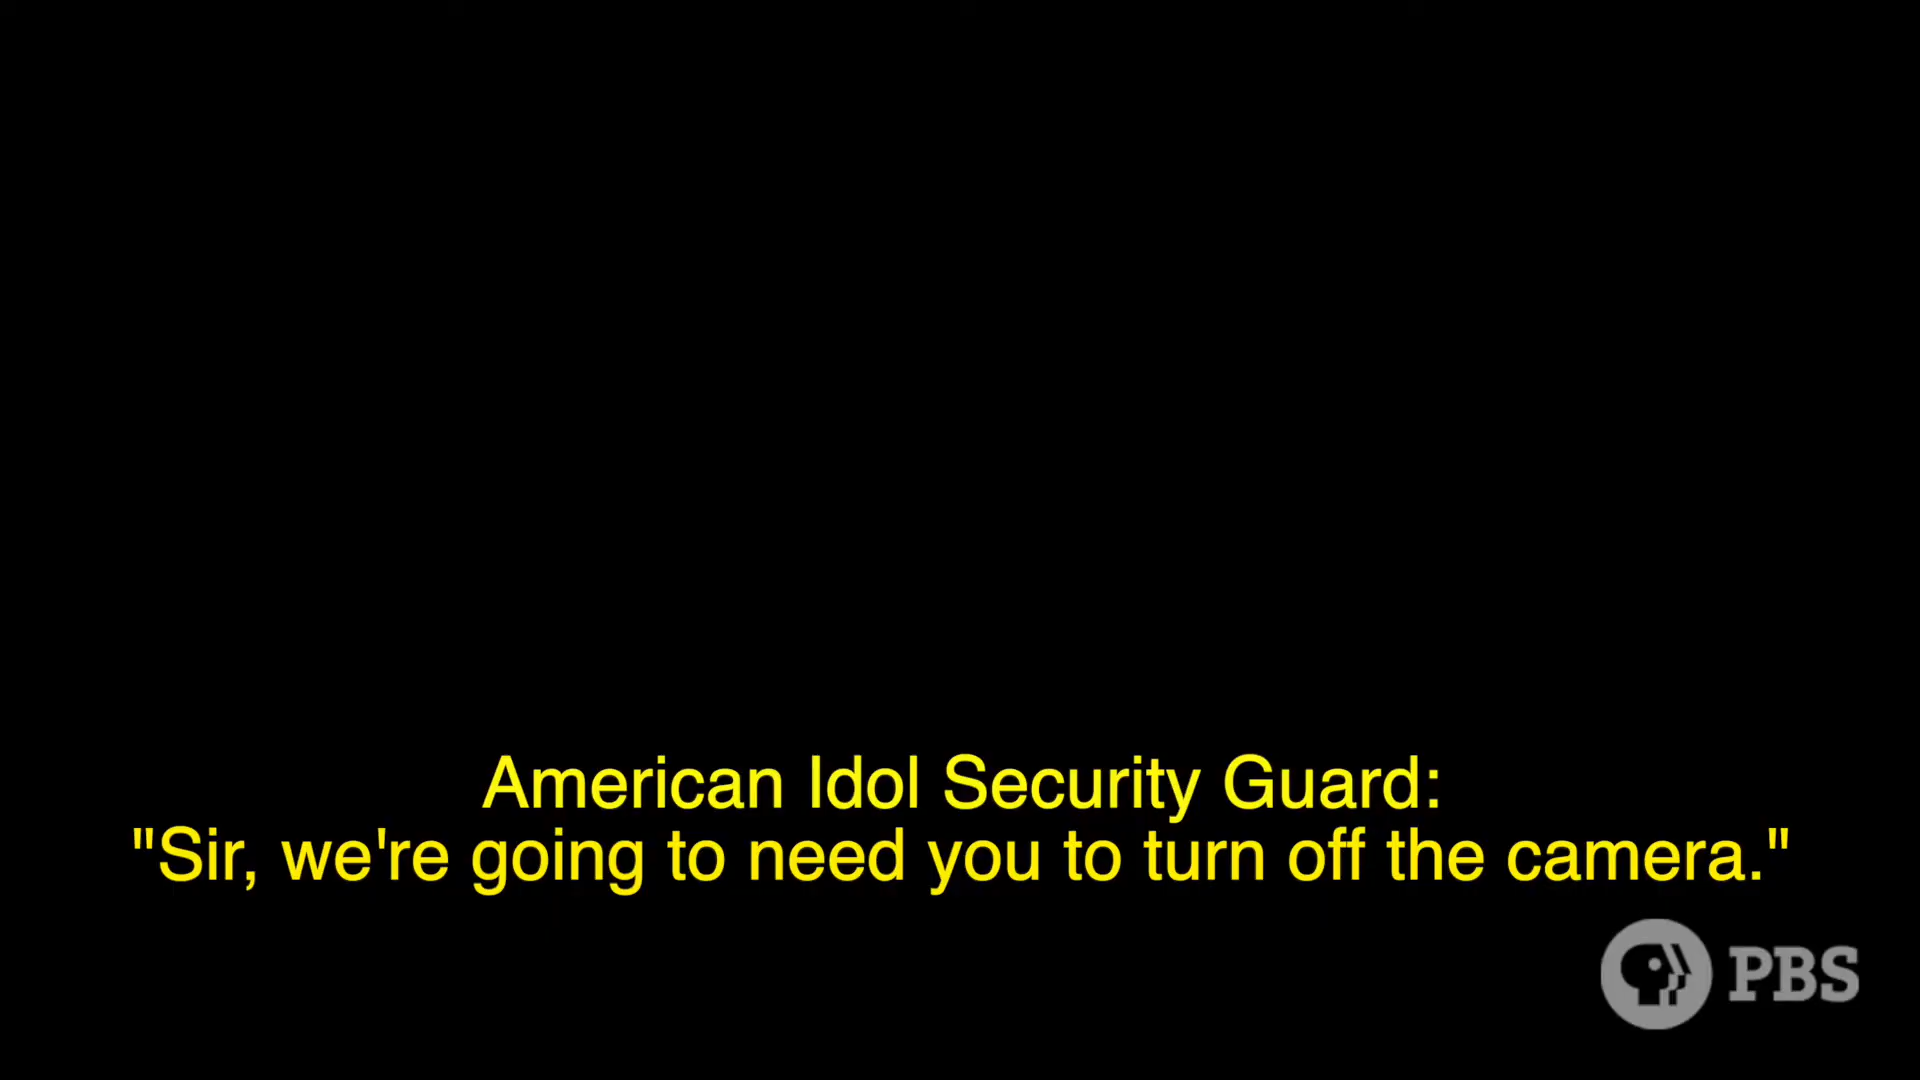 American Idol Security Guard:
"Sir, we're going to need you to turn off the camera."
PBS